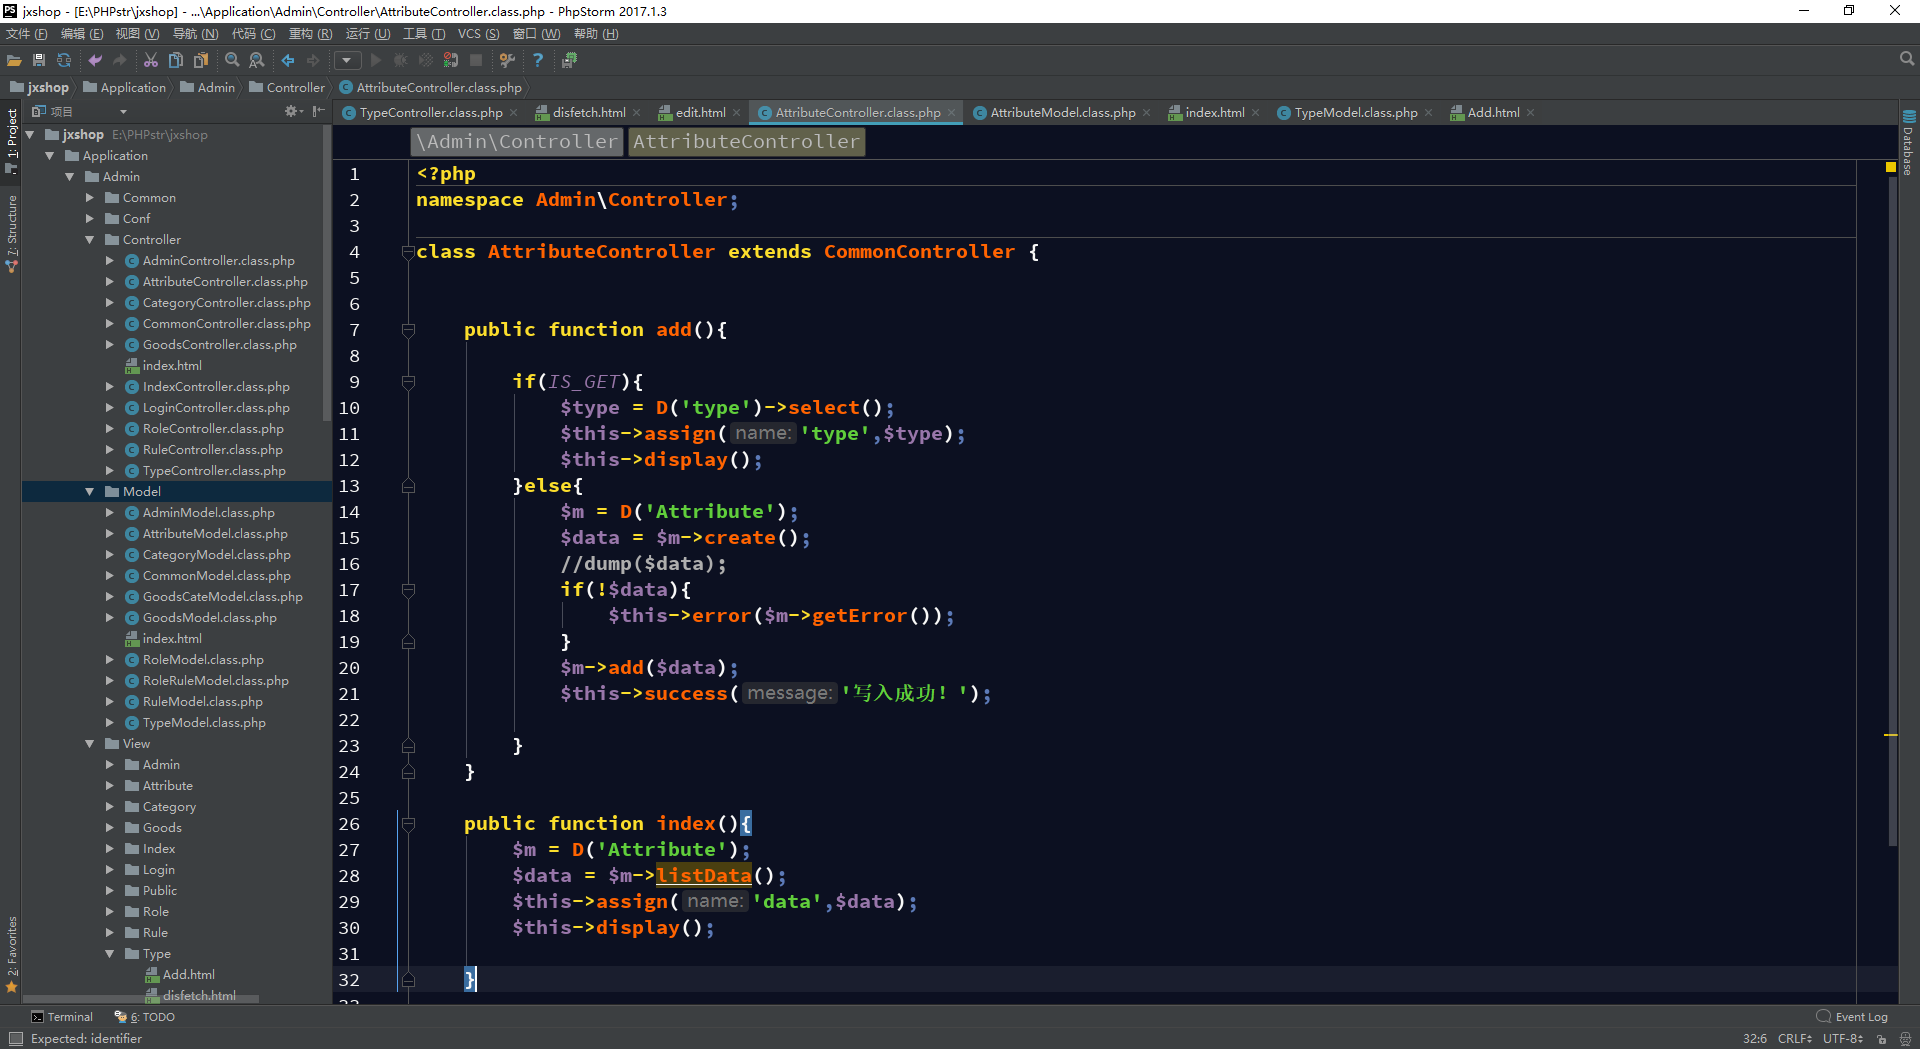 jxshop - [E:\PHPstr\jxshop] - ...\Application\Admin\Controller\AttributeController.class.php - PhpStorm 2017.1.3
文件 (F) 编辑 (E) 视图 (V) 导航 (N) 代码 (C) 重构 (R) 运行 (U) 工具 (T) VCS (S) 窗口 (W) 帮助 (H)
jxshop Application Admin Controller AttributeController.class.php
项目
TypeController.class.php disfetch.html edit.html AttributeController.class.php AttributeModel.class.php index.html TypeModel.class.php Add.html
1: Project
7: Structure
2: Favorites
Database
jxshop E:\PHPstr\jxshop
Application
Admin
Common
Conf
Controller
AdminController.class.php
AttributeController.class.php
CategoryController.class.php
CommonController.class.php
GoodsController.class.php
index.html
IndexController.class.php
LoginController.class.php
RoleController.class.php
RuleController.class.php
TypeController.class.php
Model
AdminModel.class.php
AttributeModel.class.php
CategoryModel.class.php
CommonModel.class.php
GoodsCateModel.class.php
GoodsModel.class.php
index.html
RoleModel.class.php
RoleRuleModel.class.php
RuleModel.class.php
TypeModel.class.php
View
Admin
Attribute
Category
Goods
Index
Login
Public
Role
Rule
Type
Add.html
disfetch.html
\Admin\Controller AttributeController
1 <?php
2 namespace Admin\Controller;
3
4 class AttributeController extends CommonController {
5
6
7 public function add(){
8
9 if(IS_GET){
10 $type = D('type')->select();
11 $this->assign( name: 'type',$type);
12 $this->display();
13 }else{
14 $m = D('Attribute');
15 $data = $m->create();
16 //dump($data);
17 if(!$data){
18 $this->error($m->getError());
19 }
20 $m->add($data);
21 $this->success( message: '写入成功！');
22
23 }
24 }
25
26 public function index(){
27 $m = D('Attribute');
28 $data = $m->listData();
29 $this->assign( name: 'data',$data);
30 $this->display();
31
32 }
Terminal 6: TODO Event Log
Expected: identifier 32:6 CRLF UTF-8